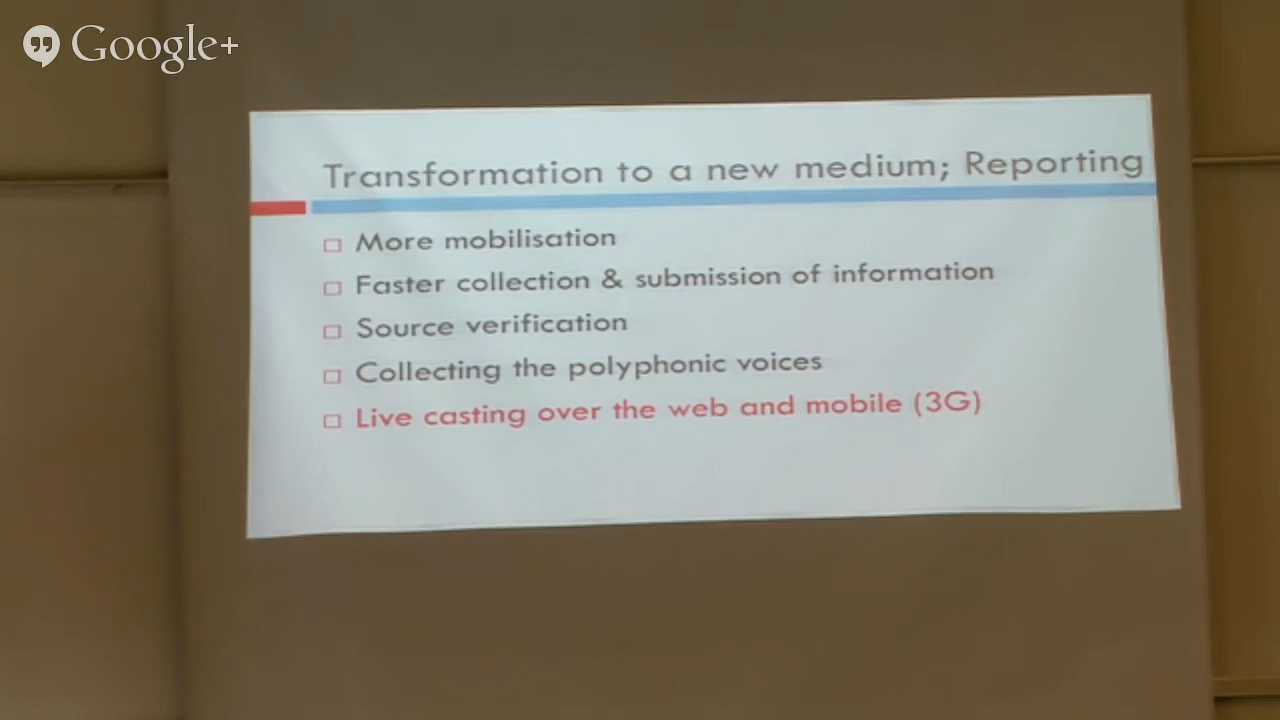 Google+
Transformation to a new medium; Reporting
More mobilisation
Faster collection & submission of information
Source verification
Collecting the polyphonic voices
Live casting over the web and mobile (3G)